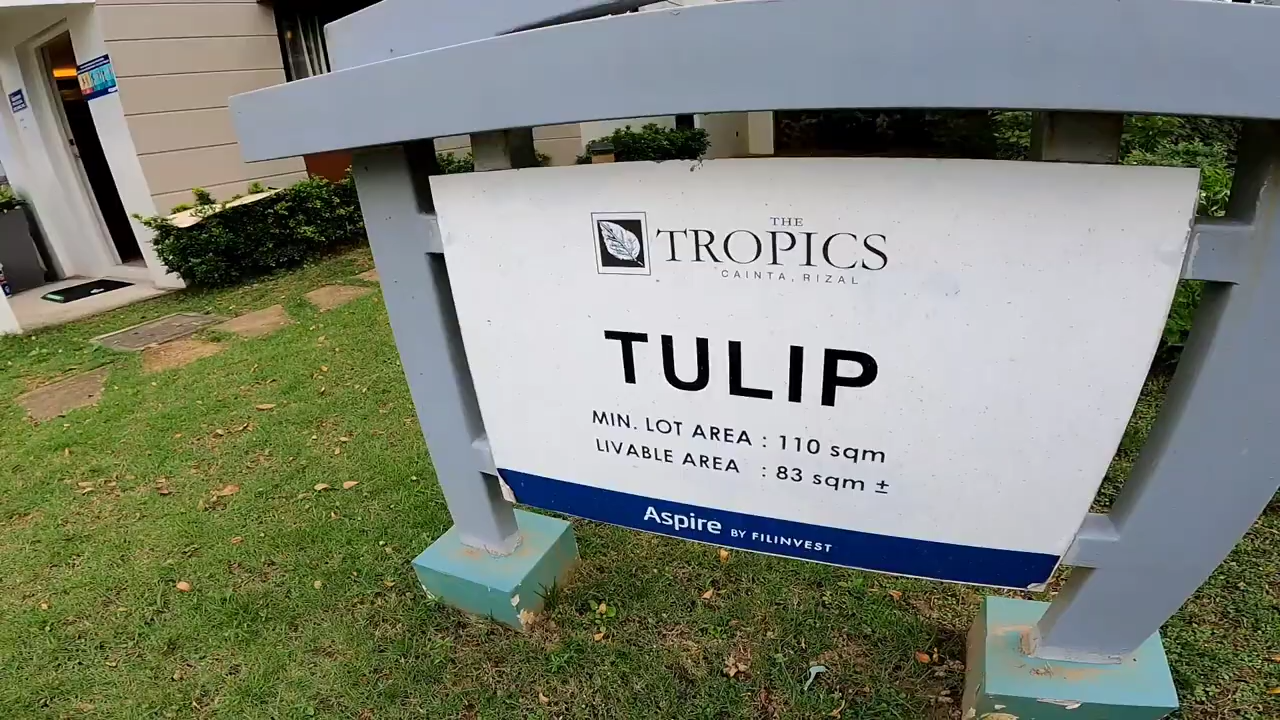 THE
TROPICS
CAINTA, RIZAL
TULIP
MIN. LOT AREA : 110 sqm
LIVABLE AREA : 83 sqm ±
Aspire BY FILINVEST